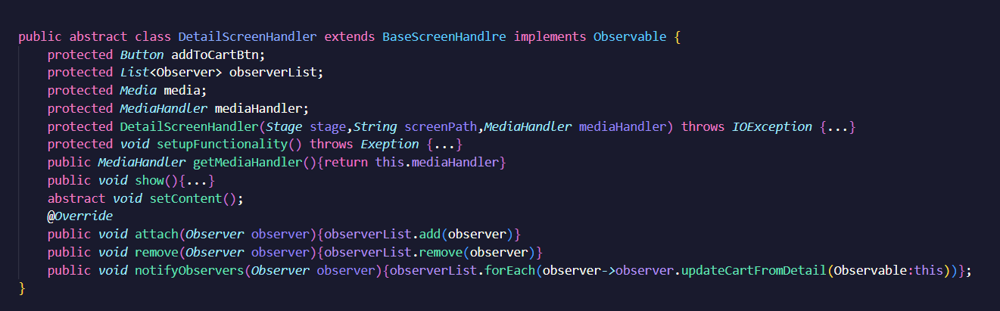 public abstract class DetailScreenHandler extends BaseScreenHandlre implements Observable {
protected Button addToCartBtn;
protected List<Observer> observerList;
protected Media media;
protected MediaHandler mediaHandler;
protected DetailScreenHandler(Stage stage,String screenPath,MediaHandler mediaHandler) throws IOException {...}
protected void setupFunctionality() throws Exeption {...}
public MediaHandler getMediaHandler(){return this.mediaHandler}
public void show(){...}
abstract void setContent();
@Override
public void attach(Observer observer){observerList.add(observer)}
public void remove(Observer observer){observerList.remove(observer)}
public void notifyObservers(Observer observer){observerList.forEach(observer->observer.updateCartFromDetail(Observable:this))};
}